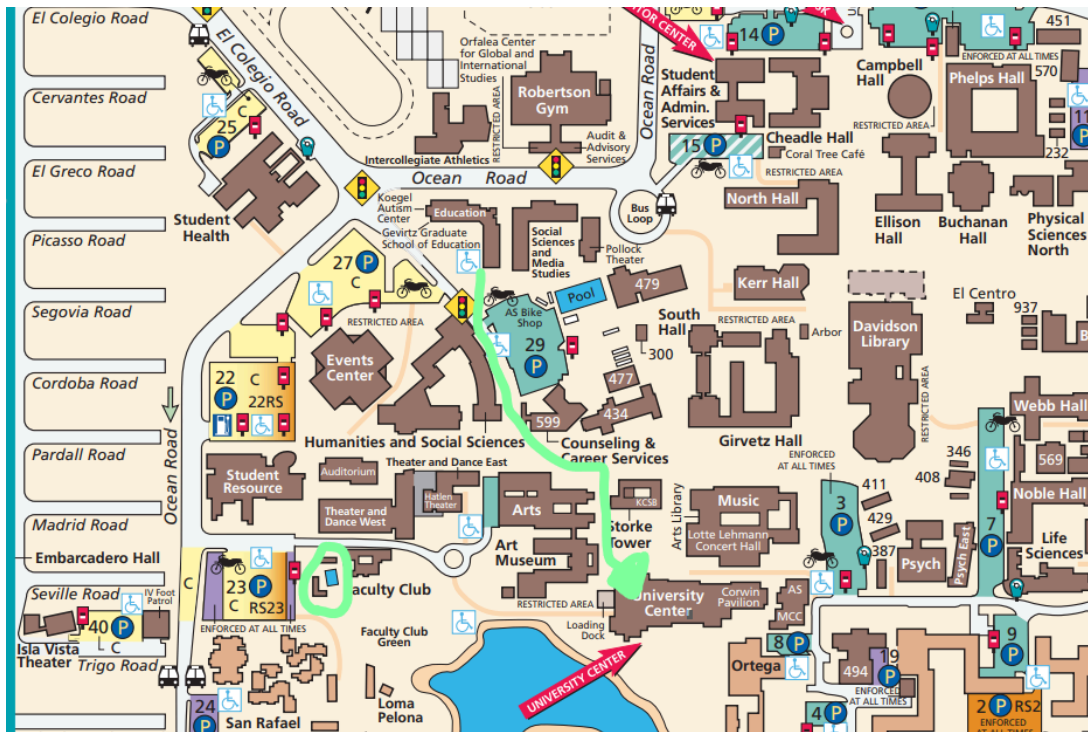 El Colegio Road
Cervantes Road
El Greco Road
Picasso Road
Segovia Road
Cordoba Road
Pardall Road
Madrid Road
Embarcadero Hall
Seville Road
IV Foot
Patrol
40 P
C
Isla Vista
Theater
Trigo Road
El Colegio Road
C
25
P
Student
Health
Ocean Road
Orfalea Center
for Global and
International
Studies
RESTRICTED AREA
Robertson
Gym
Audit &
Advisory
Services
Intercollegiate Athletics
Ocean Road
Ocean Road
Koegel
Autism
Center
Education
Gevirtz Graduate
School of Education
Social
Sciences
and
Media
Studies
Pollock
Theater
Bus
Loop
VISITOR CENTER
14 P
Student
Affairs &
Admin.
Services
15 P
Cheadle Hall
Coral Tree Café
RESTRICTED AREA
North Hall
Campbell
Hall
RESTRICTED AREA
ENFORCED AT ALL TIMES
Phelps Hall
451
570
11
P
232
Ellison
Hall
Buchanan
Hall
Physical
Sciences
North
27 P
C
RESTRICTED AREA
Events
Center
22 C
P 22RS
Humanities and Social Sciences
AS Bike
Shop
29
P
Pool
479
300
477
434
599
Counseling &
Career Services
South
Hall
RESTRICTED AREA
Kerr Hall
Arbor
Girvetz Hall
Davidson
Library
RESTRICTED AREA
El Centro
937
Webb Hall
346
408
569
Noble Hall
Life
Sciences
7
P
Student
Resource
Auditorium
Theater and Dance East
Hatlen
Theater
Theater and
Dance West
Arts
Art
Museum
RESTRICTED AREA
Loading
Dock
KCSB
Storke
Tower
Arts Library
Music
Lotte Lehmann
Concert Hall
ENFORCED
AT ALL TIMES
3
P
411
429
387
Psych
Psych East
C
23 P
C RS23
ENFORCED AT ALL TIMES
Faculty Club
Faculty Club
Green
University
Center
Corwin
Pavilion
AS
MCC
UNIVERSITY CENTER
8 P
Ortega
494
9
P
ENFORCED
AT ALL TIMES
9
P
4 P
2 P RS2
ENFORCED
AT ALL TIMES
24
P
San Rafael
Loma
Pelona